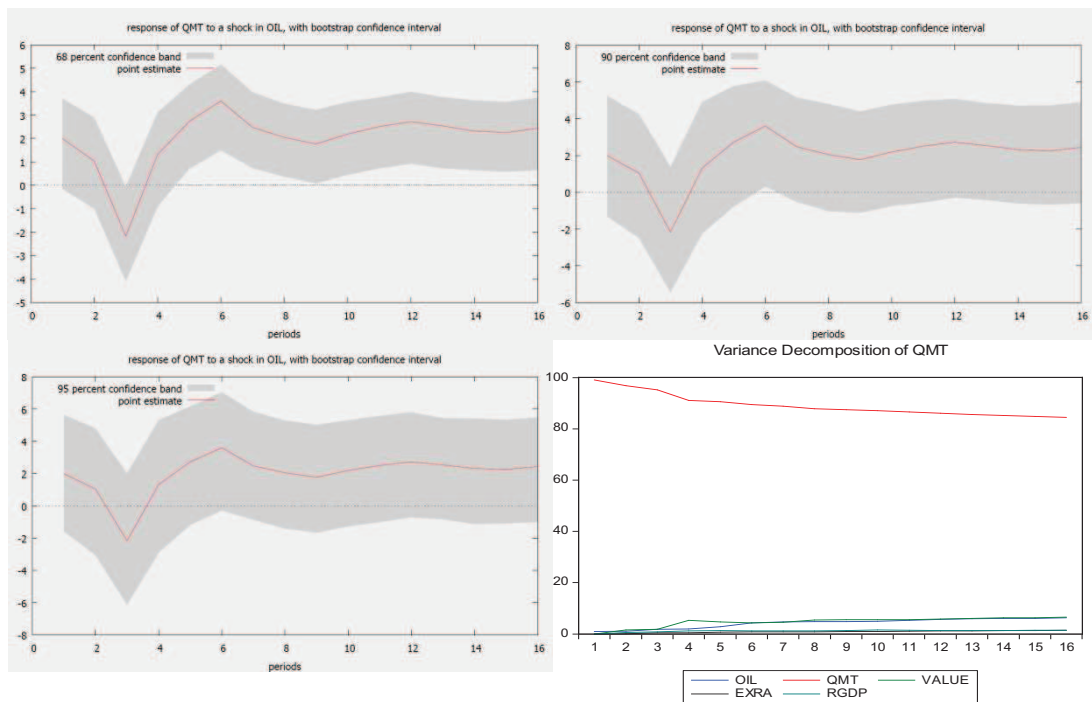 response of QMT to a shock in OIL, with bootstrap confidence interval
6
5
4
3
2
1
0
-1
-2
-3
-4
-5
68 percent confidence band
point estimate
0 2 4 6 8 10 12 14 16
periods
response of QMT to a shock in OIL, with bootstrap confidence interval
8
6
4
2
0
-2
-4
-6
90 percent confidence band
point estimate
0 2 4 6 8 10 12 14 16
periods
response of QMT to a shock in OIL, with bootstrap confidence interval
8
6
4
2
0
-2
-4
-6
-8
95 percent confidence band
point estimate
0 2 4 6 8 10 12 14 16
periods
Variance Decomposition of QMT
100
80
60
40
20
0
1 2 3 4 5 6 7 8 9 10 11 12 13 14 15 16
OIL QMT VALUE
EXRA RGDP